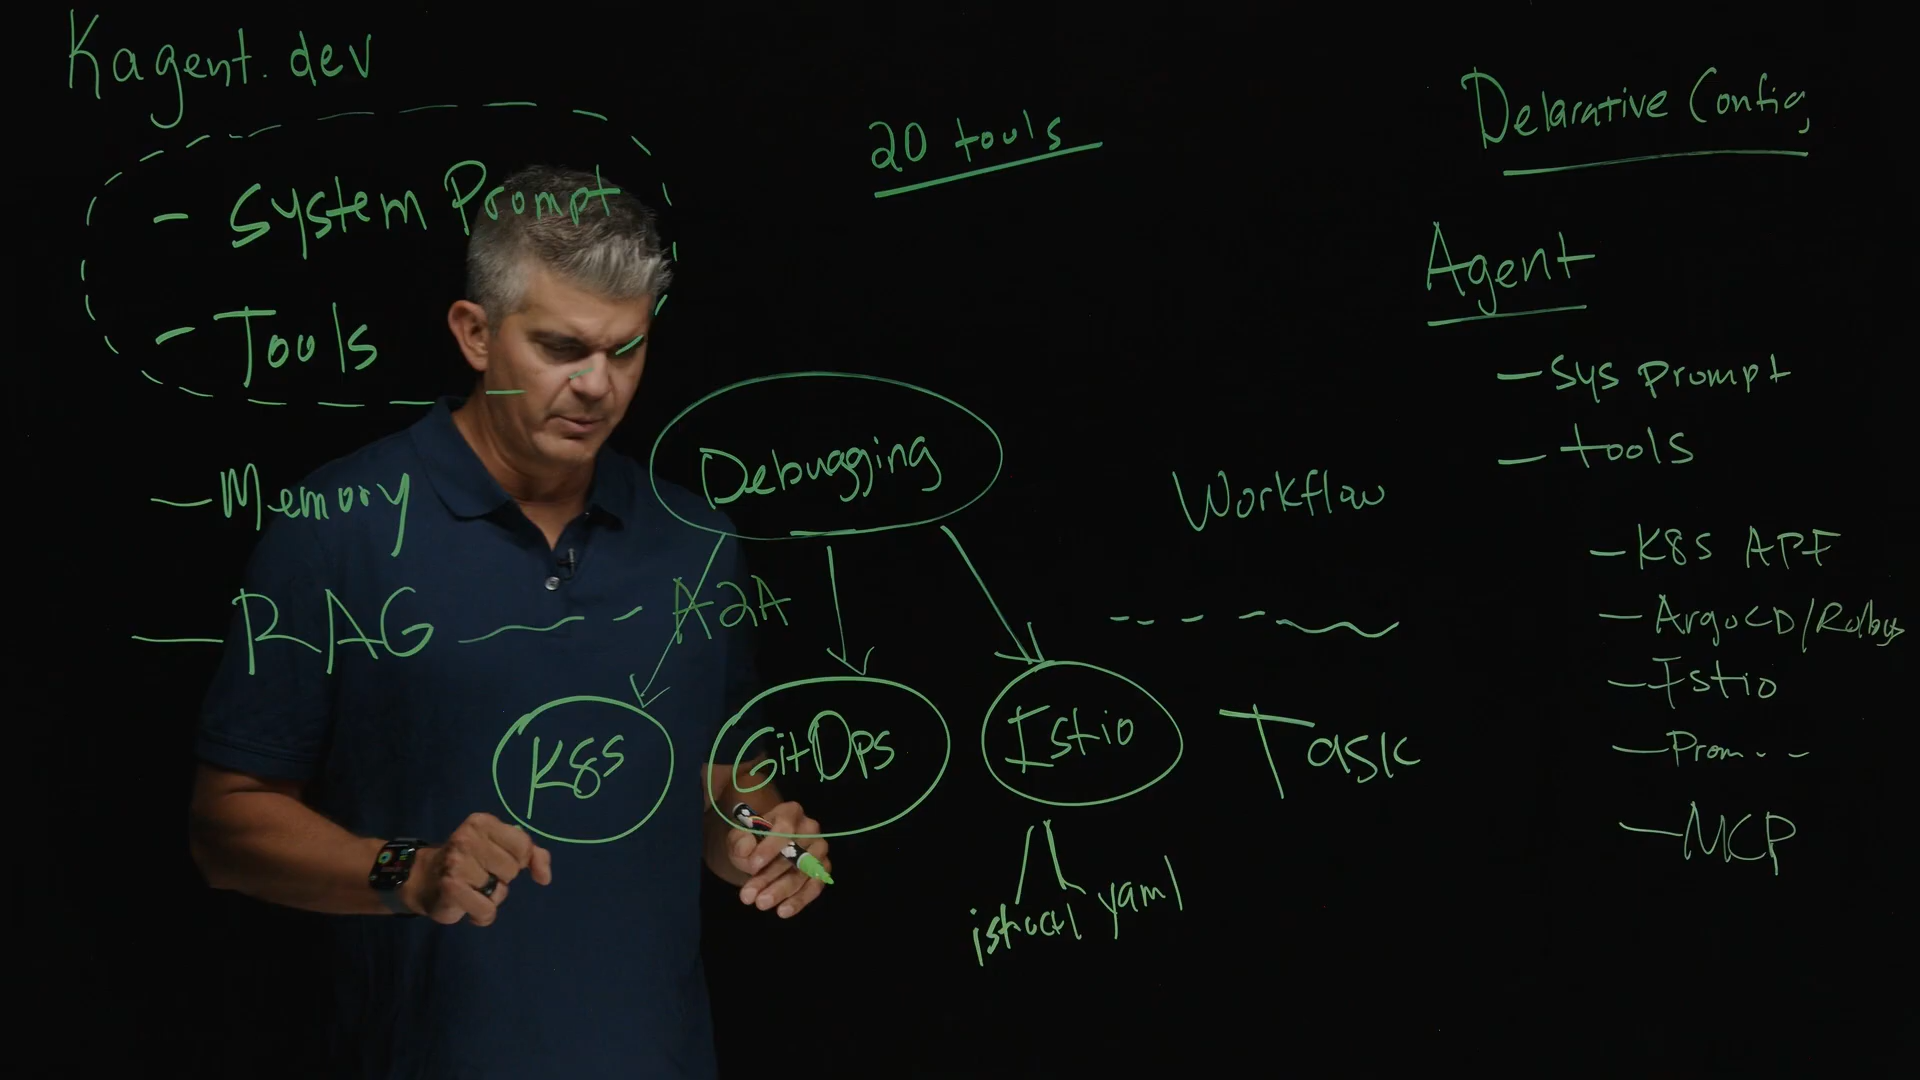 Kagent.dev
- System Prompt
- Tools
- Memory
- RAG
20 tools
Debugging
A2A
K8s
GitOps
Istio
istioctl
yaml
Workflow
Task
Delarative Config
Agent
- sys prompt
- tools
- K8s API
- ArgoCD/
- Istio
- Prom...
- MCP